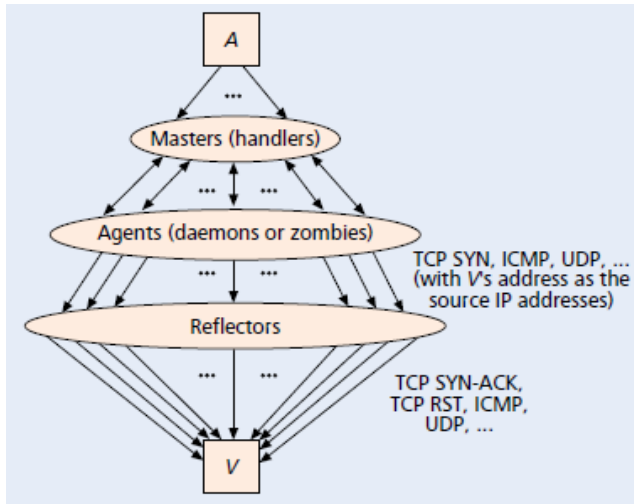 A
...
Masters (handlers)
... ...
Agents (daemons or zombies)
... ...
TCP SYN, ICMP, UDP, ...
(with V's address as the
source IP addresses)
Reflectors
... ...
TCP SYN-ACK,
TCP RST, ICMP,
UDP, ...
V